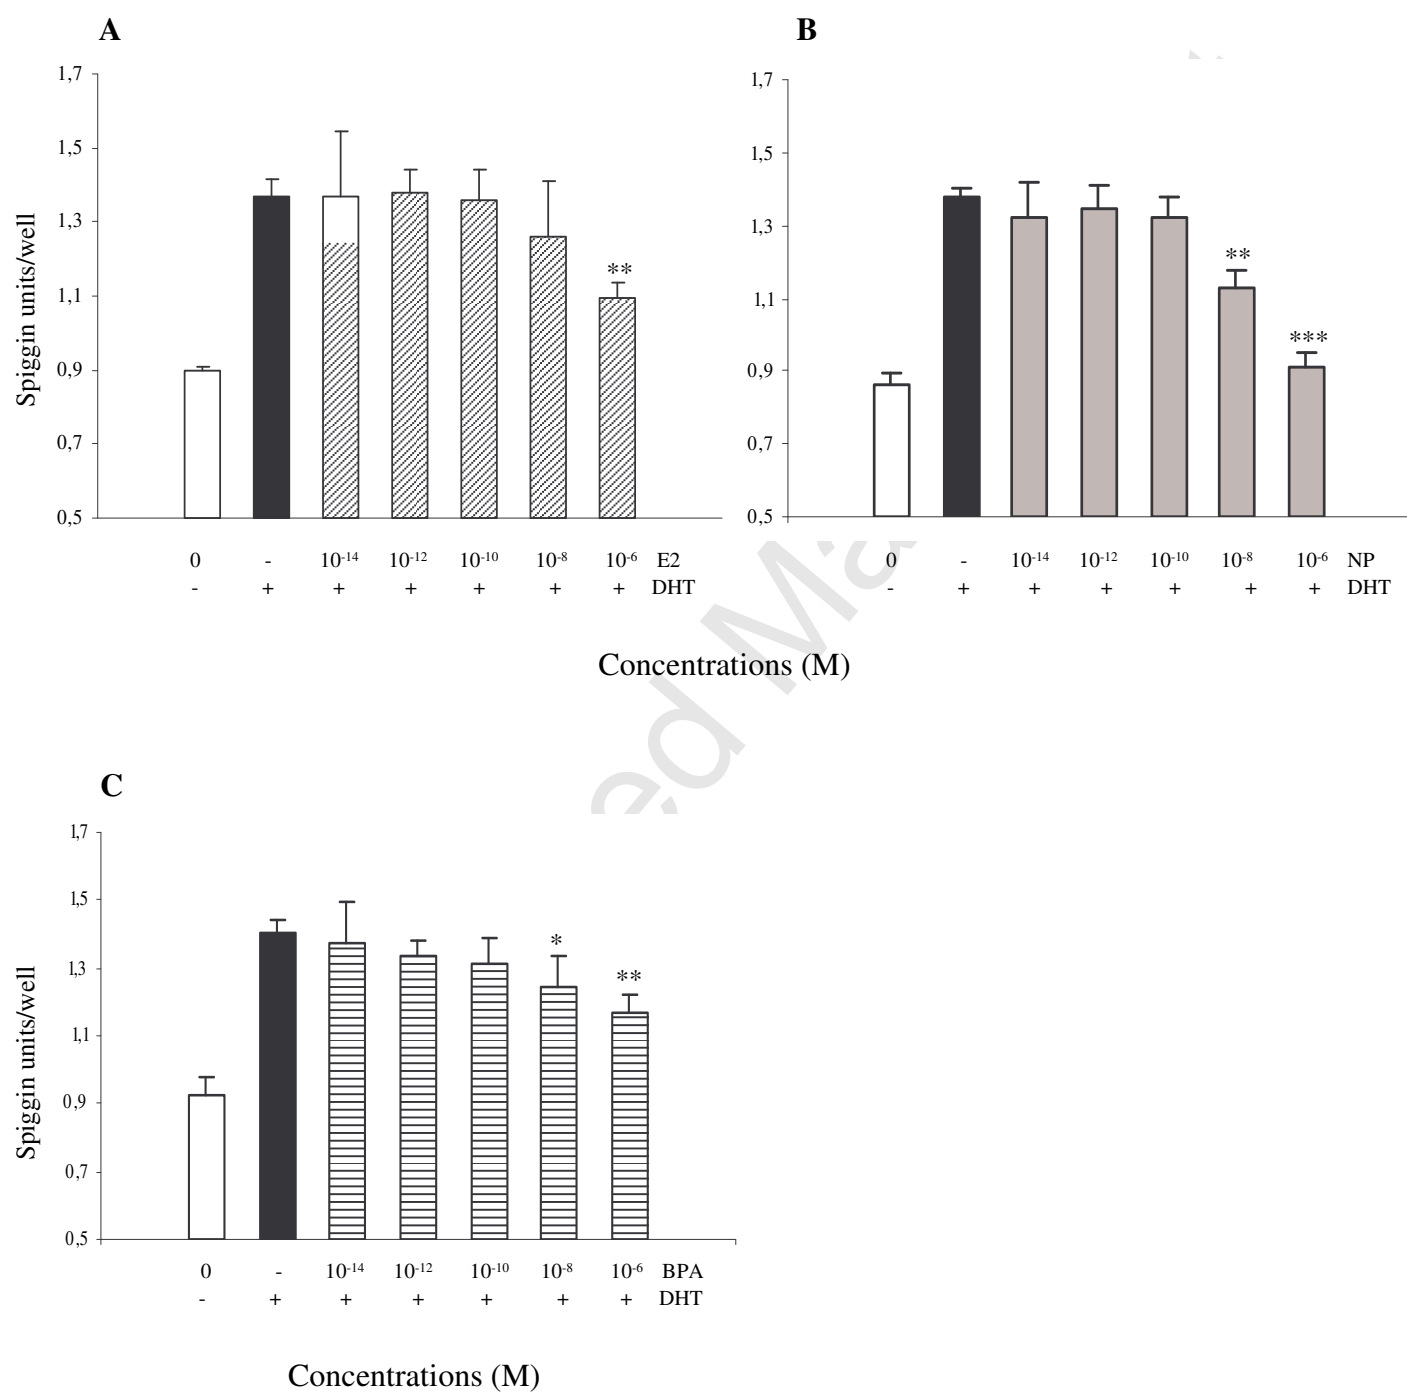 A
1,7
1,5
1,3
1,1
0,9
0,7
0,5
Spiggin units/well
**
0 - 10-14 10-12 10-10 10-8 10-6 E2
- + + + + + + DHT
B
1,7
1,5
1,3
1,1
0,9
0,7
0,5
**
***
0 - 10-14 10-12 10-10 10-8 10-6 NP
- + + + + + + DHT
Concentrations (M)
C
1,7
1,5
1,3
1,1
0,9
0,7
0,5
Spiggin units/well
*
**
0 - 10-14 10-12 10-10 10-8 10-6 BPA
- + + + + + + DHT
Concentrations (M)